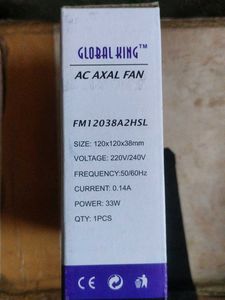 GLOBAL KING™
AC AXAL FAN
FM12038A2HSL
SIZE: 120x120x38mm
VOLTAGE: 220V/240V
FREQUENCY:50/60Hz
CURRENT: 0.14A
POWER: 33W
QTY: 1PCS
CE